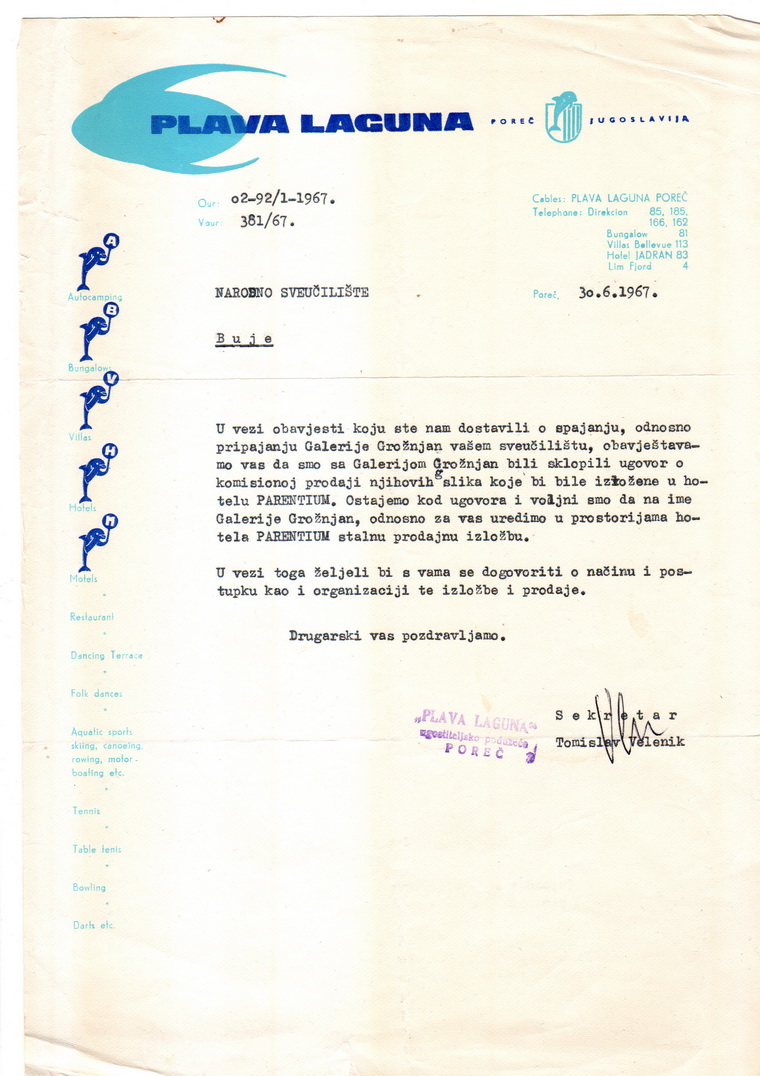 PLAVA LAGUNA POREČ JUGOSLAVIJA
Our: o2-92/1-1967.
Vour: 381/67.
Cables: PLAVA LAGUNA POREČ
Telephone: Direkcion 85, 185,
166, 162
Bungalow 81
Villas Bellevue 113
Hotel JADRAN 83
Lim Fjord 4
Poreč, 3o.6.1967.
NARODNO SVEUČILIŠTE
B u j e
A
Autocamping
B
Bungalow
V
Villas
H
Hotels
M
Motels
Restaurant
Dancing Terrace
Folk dances
Aquatic sports
skiing, canoeing,
rowing, motor-
boating etc.
Tennis
Table tenis
Bowling
Darts etc.
U vezi obavjesti koju ste nam dostavili o spajanju, odnosno
pripajanju Galerije Grožnjan vašem sveučilištu, obavještava-
mo vas da smo sa Galerijom Grožnjan bili sklopili ugovor o
komisionoj prodaji njihovih slika koje bi bile izložene u ho-
telu PARENTIUM. Ostajemo kod ugovora i voljni smo da na ime
Galerije Grožnjan, odnosno za vas uredimo u prostorijama ho-
tela PARENTIUM stalnu prodajnu izložbu.
U vezi toga željeli bi s vama se dogovoriti o načinu i pos-
tupku kao i organizaciji te izložbe i prodaje.
Drugarski vas pozdravljamo.
„PLAVA LAGUNA"
ugostiteljsko poduzeće
POREČ
S e k r e t a r
Tomislav Velenik